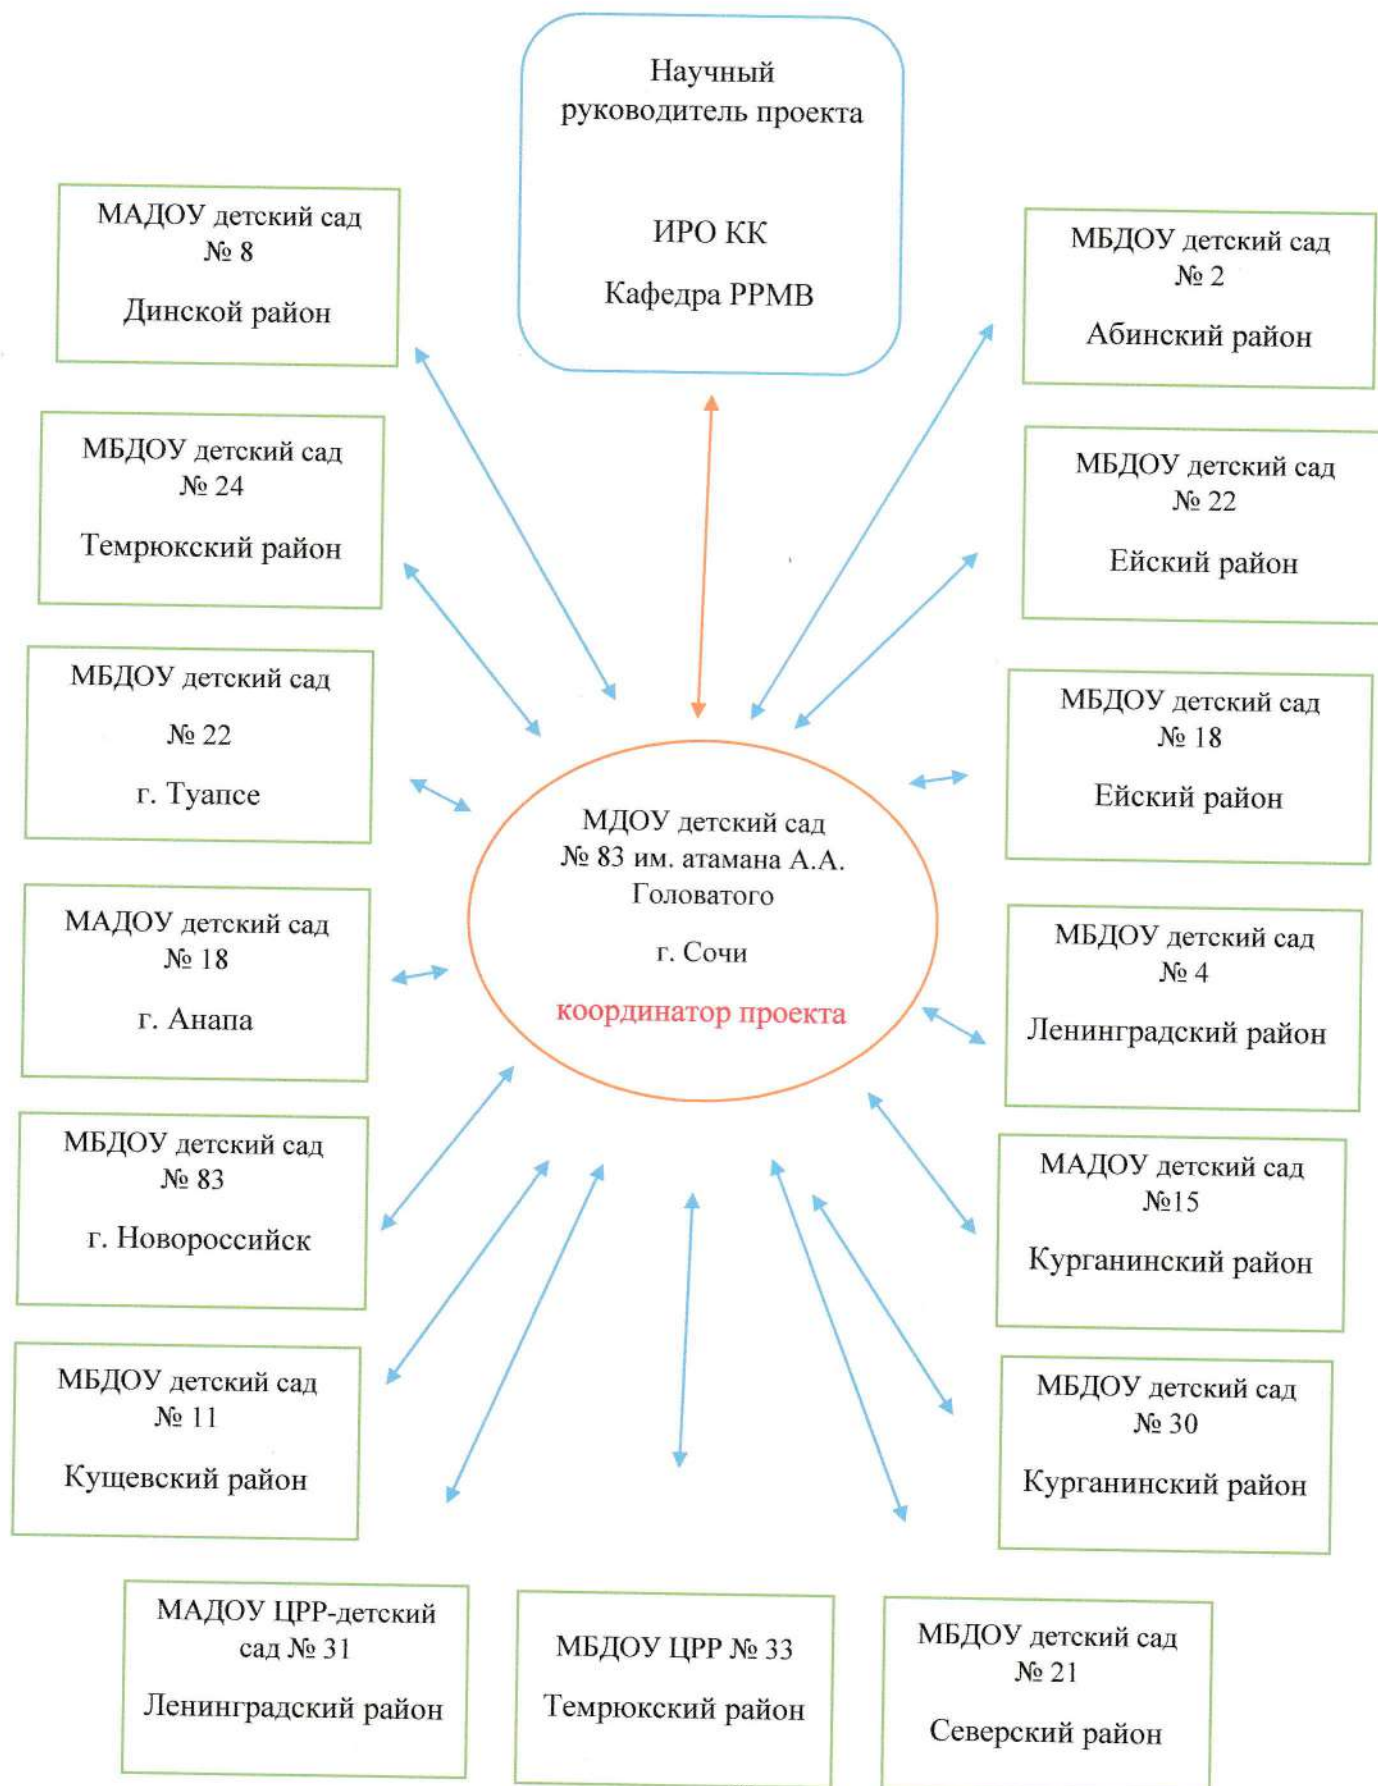 Научный
руководитель проекта
ИРО КК
Кафедра РРМВ
МАДОУ детский сад
№ 8
Динской район
МБДОУ детский сад
№ 2
Абинский район
МБДОУ детский сад
№ 24
Темрюкский район
МБДОУ детский сад
№ 22
Ейский район
МБДОУ детский сад
№ 22
г. Туапсе
МБДОУ детский сад
№ 18
Ейский район
МДОУ детский сад
№ 83 им. атамана А.А.
Головатого
г. Сочи
координатор проекта
МАДОУ детский сад
№ 18
г. Анапа
МБДОУ детский сад
№ 4
Ленинградский район
МБДОУ детский сад
№ 83
г. Новороссийск
МАДОУ детский сад
№15
Курганинский район
МБДОУ детский сад
№ 11
Кущевский район
МБДОУ детский сад
№ 30
Курганинский район
МАДОУ ЦРР-детский
сад № 31
Ленинградский район
МБДОУ ЦРР № 33
Темрюкский район
МБДОУ детский сад
№ 21
Северский район